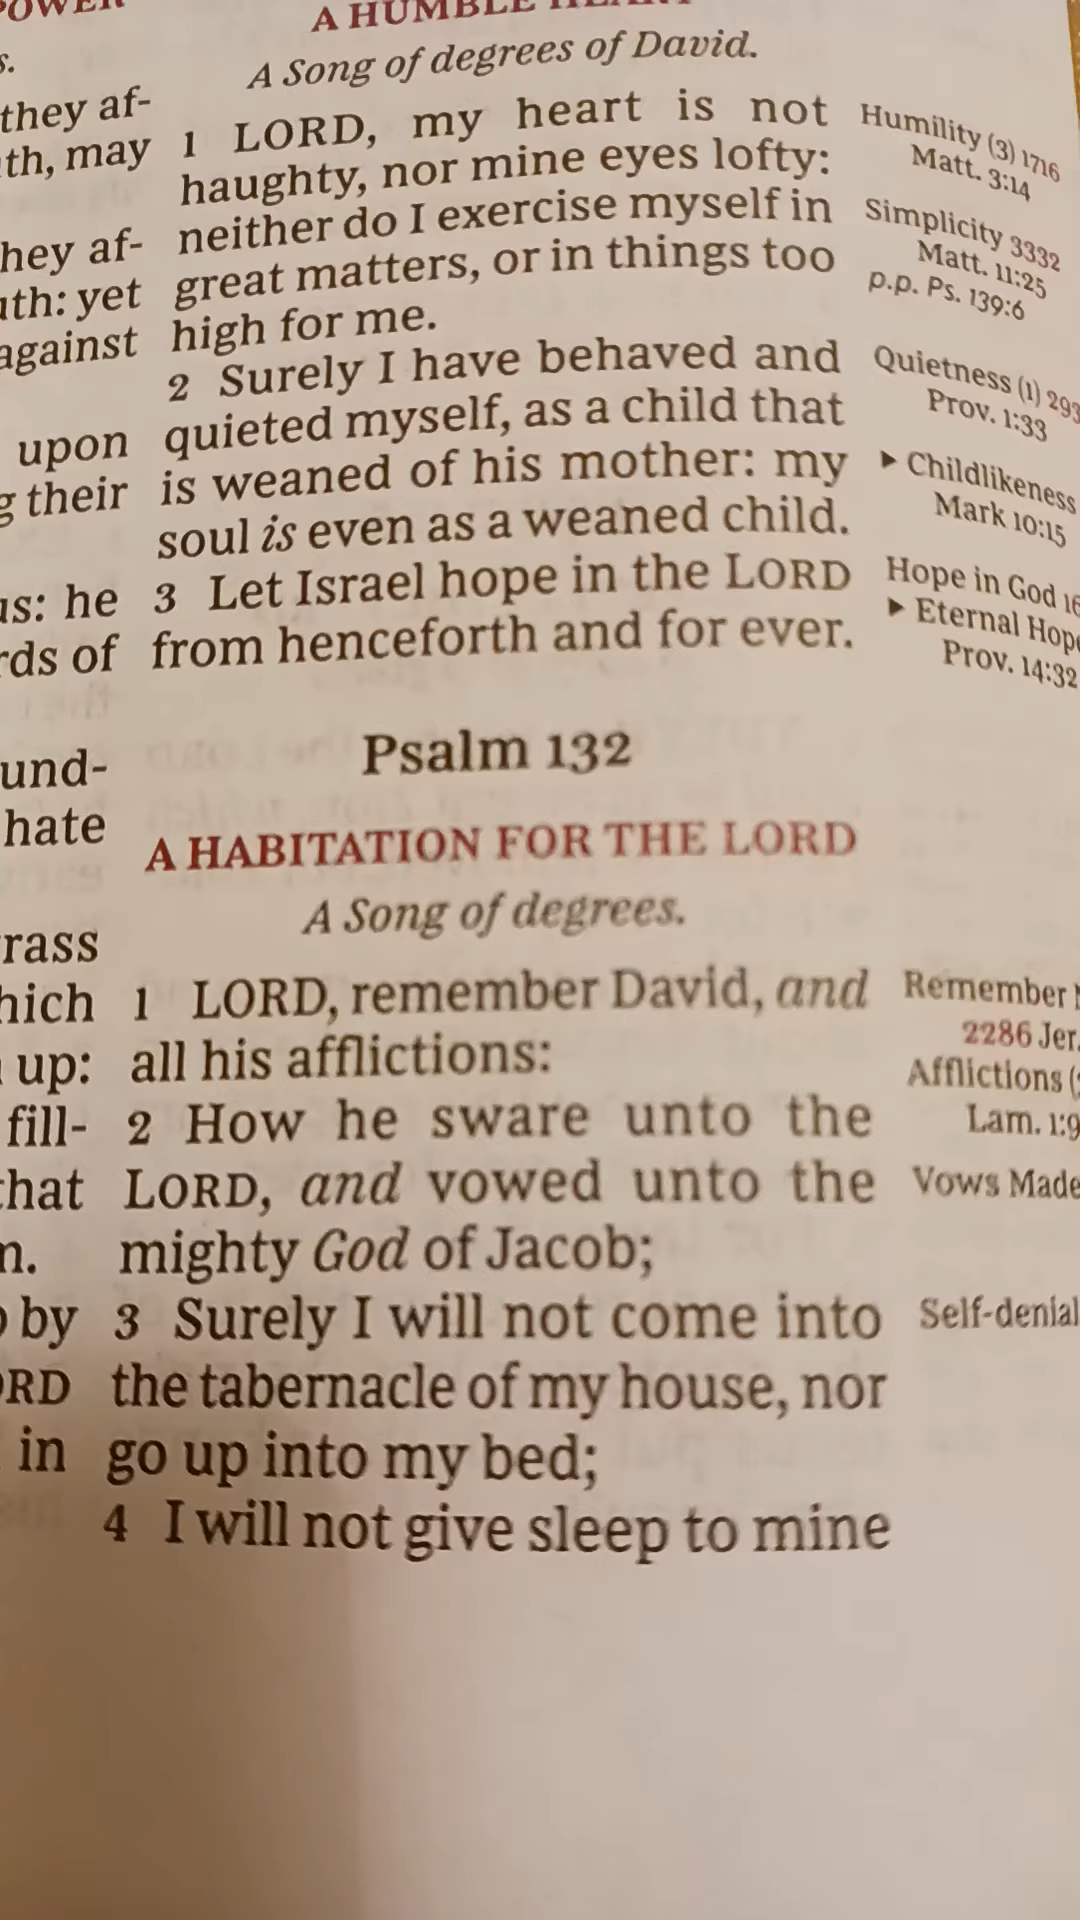 POWER
s.
they af-
th, may
hey af-
uth: yet
against
upon
g their
us: he
rds of
und-
hate
rass
hich
up:
fill-
that
n.
by
ORD
in
A HUMBLE HEART
A Song of degrees of David.
1 LORD, my heart is not
haughty, nor mine eyes lofty:
neither do I exercise myself in
great matters, or in things too
high for me.
2 Surely I have behaved and
quieted myself, as a child that
is weaned of his mother: my
soul is even as a weaned child.
3 Let Israel hope in the LORD
from henceforth and for ever.
Psalm 132
A HABITATION FOR THE LORD
A Song of degrees.
1 LORD, remember David, and
all his afflictions:
2 How he sware unto the
LORD, and vowed unto the
mighty God of Jacob;
3 Surely I will not come into
the tabernacle of my house, nor
go up into my bed;
4 I will not give sleep to mine
Humility (3) 1716
Matt. 3:14
Simplicity 3332
Matt. 11:25
p.p. Ps. 139:6
Quietness (1) 293
Prov. 1:33
▸ Childlikeness
Mark 10:15
Hope in God 16
▸ Eternal Hope
Prov. 14:32
Remember
2286 Jer.
Afflictions (
Lam. 1:9
Vows Made
Self-denial